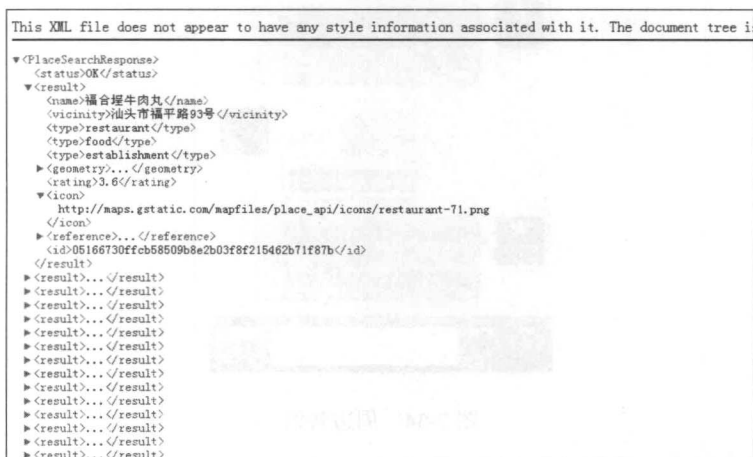 This XML file does not appear to have any style information associated with it. The document tree is
▼<PlaceSearchResponse>
<status>OK</status>
▼<result>
<name>福合埕牛肉丸</name>
<vicinity>汕头市福平路93号</vicinity>
<type>restaurant</type>
<type>food</type>
<type>establishment</type>
▶<geometry>...</geometry>
<rating>3.6</rating>
▼<icon>
http://maps.gstatic.com/mapfiles/place_api/icons/restaurant-71.png
</icon>
▶<reference>...</reference>
<id>05166730ffcb58509b8e2b03f8f215462b71f87b</id>
</result>
▶<result>...</result>
▶<result>...</result>
▶<result>...</result>
▶<result>...</result>
▶<result>...</result>
▶<result>...</result>
▶<result>...</result>
▶<result>...</result>
▶<result>...</result>
▶<result>...</result>
▶<result>...</result>
▶<result>...</result>
▶<result>...</result>
▶<result>...</result>